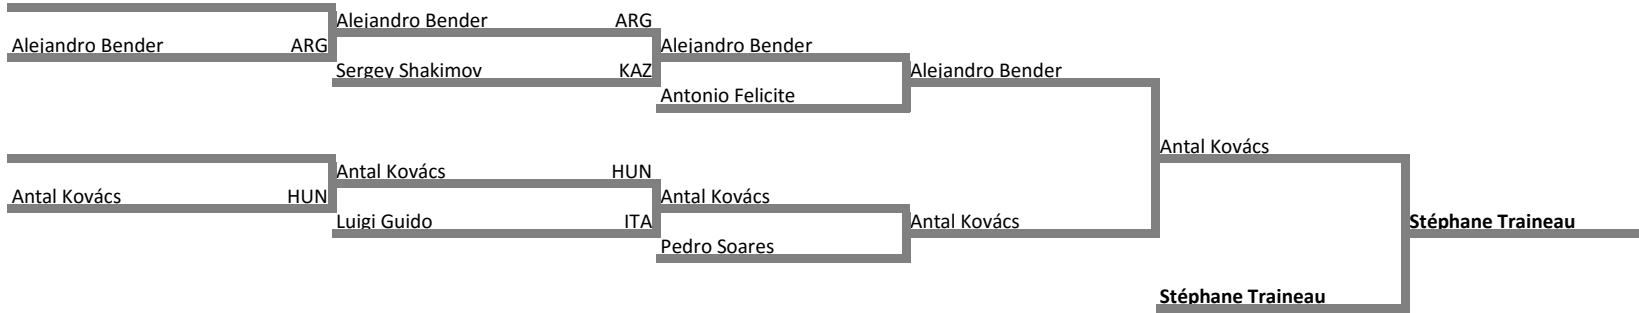 Alejandro Bender ARG
Alejandro Bender ARG
Sergey Shakimov KAZ
Alejandro Bender
Antonio Felicite
Alejandro Bender
Antal Kovács HUN
Antal Kovács HUN
Luigi Guido ITA
Antal Kovács
Pedro Soares
Antal Kovács
Antal Kovács
Stéphane Traineau
Stéphane Traineau